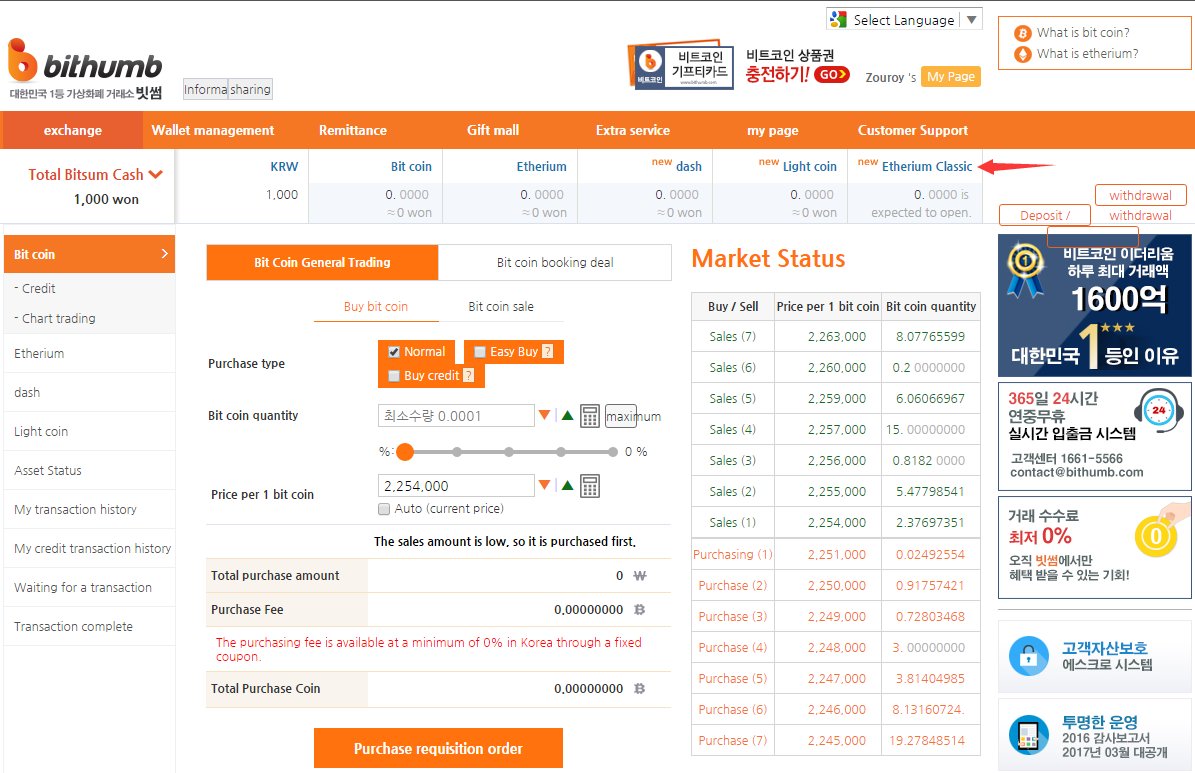 Select Language ▼
What is bit coin?
What is etherium?
bithumb
대한민국 1등 가상화폐 거래소 빗썸
Informa sharing
비트코인
비트코인
기프티카드
www.bithumb.com
비트코인 상품권
충전하기! GO
Zouroy 's My Page
exchange Wallet management Remittance Gift mall Extra service my page Customer Support
Total Bitsum Cash
1,000 won
KRW Bit coin Etherium new dash new Light coin new Etherium Classic
1,000 0. 0000 0. 0000 0. 0000 0. 0000 0. 0000 is
≈0 won ≈0 won ≈0 won ≈0 won expected to open.
withdrawal
Deposit / withdrawal
Bit coin
- Credit
- Chart trading
Etherium
dash
Light coin
Asset Status
My transaction history
My credit transaction history
Waiting for a transaction
Transaction complete
Bit Coin General Trading Bit coin booking deal
Buy bit coin Bit coin sale
Purchase type
Normal Easy Buy ?
Buy credit ?
Bit coin quantity 최소수량 0.0001 maximum
%: 0 %
Price per 1 bit coin 2,254,000
Auto (current price)
The sales amount is low, so it is purchased first.
Total purchase amount 0 ₩
Purchase Fee 0.00000000
The purchasing fee is available at a minimum of 0% in Korea through a fixed
coupon.
Total Purchase Coin 0.00000000
Purchase requisition order
Market Status
Buy / Sell Price per 1 bit coin Bit coin quantity
Sales (7) 2,263,000 8.07765599
Sales (6) 2,260,000 0.2 0000000
Sales (5) 2,259,000 6.06066967
Sales (4) 2,257,000 15. 00000000
Sales (3) 2,256,000 0.8182 0000
Sales (2) 2,255,000 5.47798541
Sales (1) 2,254,000 2.37697351
Purchasing (1) 2,251,000 0.02492554
Purchase (2) 2,250,000 0.91757421
Purchase (3) 2,249,000 0.72803468
Purchase (4) 2,248,000 3. 00000000
Purchase (5) 2,247,000 3.81404985
Purchase (6) 2,246,000 8.13160724.
Purchase (7) 2,245,000 19.27848514
1
비트코인 이더리움
하루 최대 거래액
1600억
대한민국 1등인 이유
365일 24시간
연중무휴
실시간 입출금 시스템
24
고객센터 1661-5566
contact@bithumb.com
거래 수수료
최저 0%
오직 빗썸에서만
혜택 받을 수 있는 기회!
0
고객자산보호
에스크로 시스템
투명한 운영
2016 감사보고서
2017년 03월 대공개